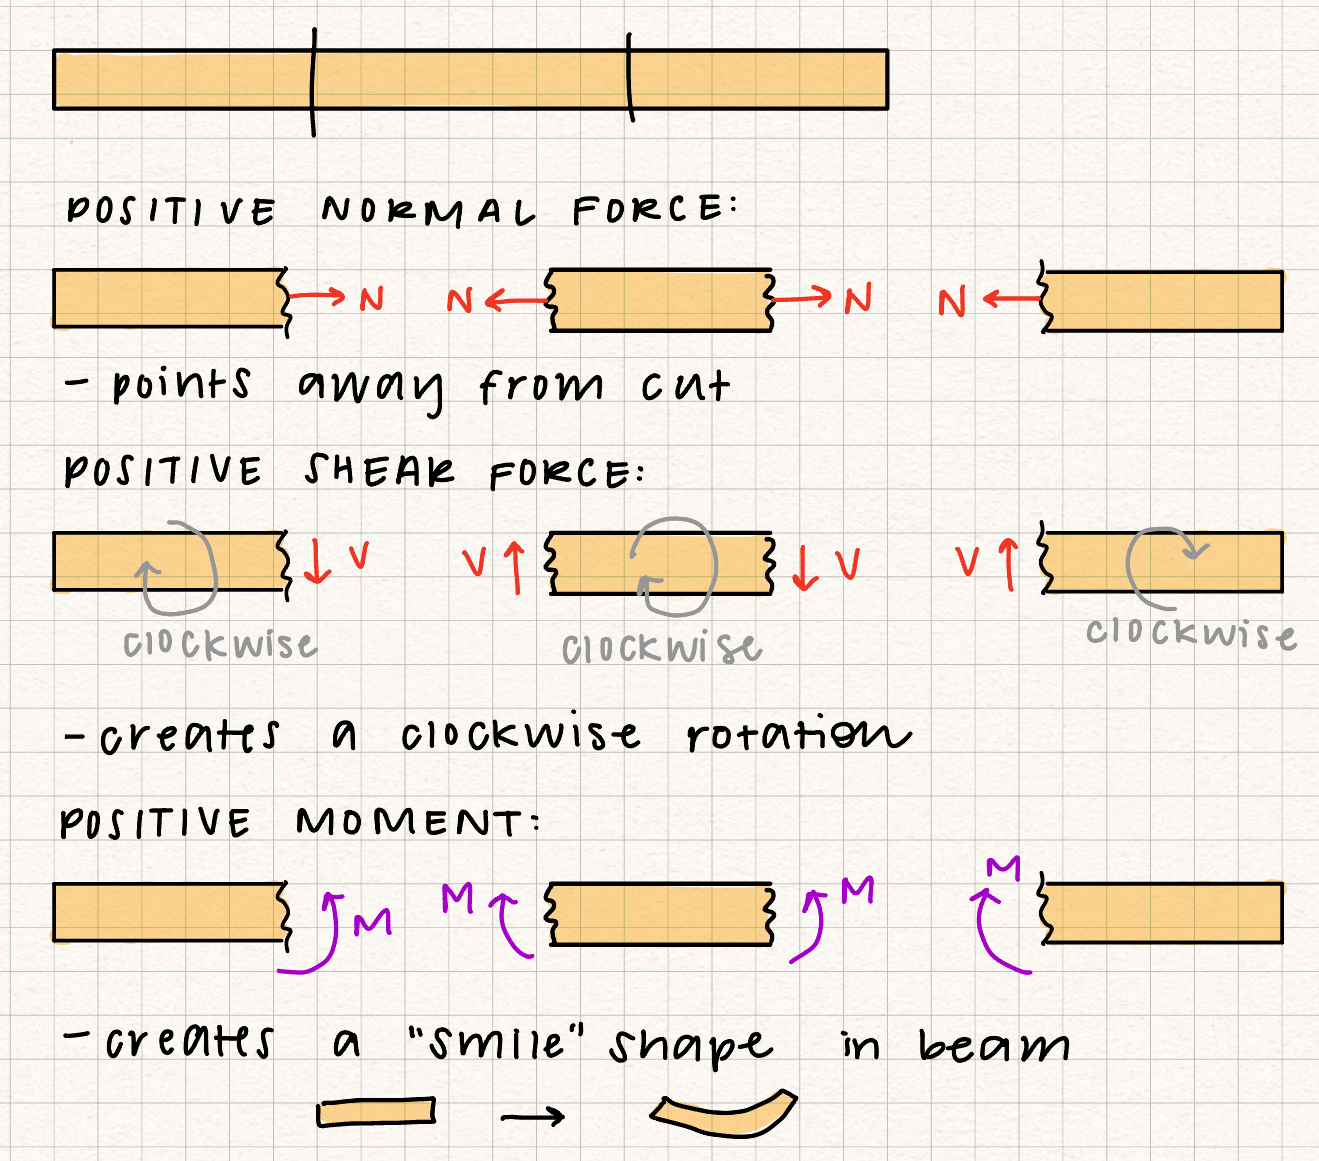 POSITIVE NORMAL FORCE:
N N N N
- points away from cut
POSITIVE SHEAR FORCE:
V V V V
clockwise clockwise clockwise
- creates a clockwise rotation
POSITIVE MOMENT:
M M M M
- creates a "smile" shape in beam